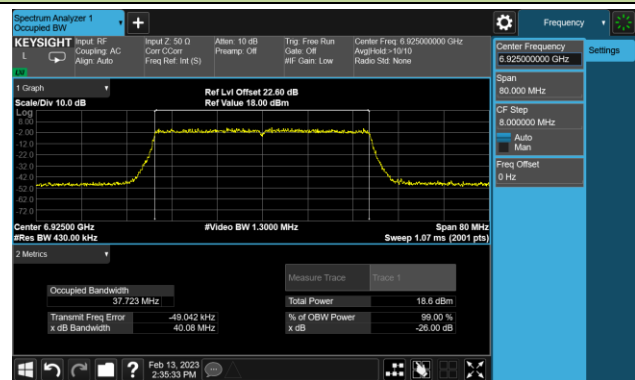 Spectrum Analyzer 1
Occupied BW
Frequency
KEYSIGHT
L
Input: RF
Coupling: AC
Align: Auto
Input Z: 50 Ω
Corr CCorr
Freq Ref: Int (S)
Atten: 10 dB
Preamp: Off
Trig: Free Run
Gate: Off
#IF Gain: Low
Center Freq: 6.925000000 GHz
Avg|Hold:>10/10
Radio Std: None
Center Frequency
6.925000000 GHz
Settings
Span
80.000 MHz
CF Step
8.000000 MHz
Auto
Man
Freq Offset
0 Hz
1 Graph
Scale/Div 10.0 dB
Ref Lvl Offset 22.60 dB
Ref Value 18.00 dBm
Log
8.00
-2.00
-12.0
-22.0
-32.0
-42.0
-52.0
-62.0
-72.0
Center 6.92500 GHz
#Res BW 430.00 kHz
#Video BW 1.3000 MHz
Span 80 MHz
Sweep 1.07 ms (2001 pts)
2 Metrics
Measure Trace
Trace 1
Occupied Bandwidth
37.723 MHz
Total Power
18.6 dBm
Transmit Freq Error
-49.042 kHz
% of OBW Power
99.00 %
x dB Bandwidth
40.08 MHz
x dB
-26.00 dB
?
Feb 13, 2023
2:35:33 PM